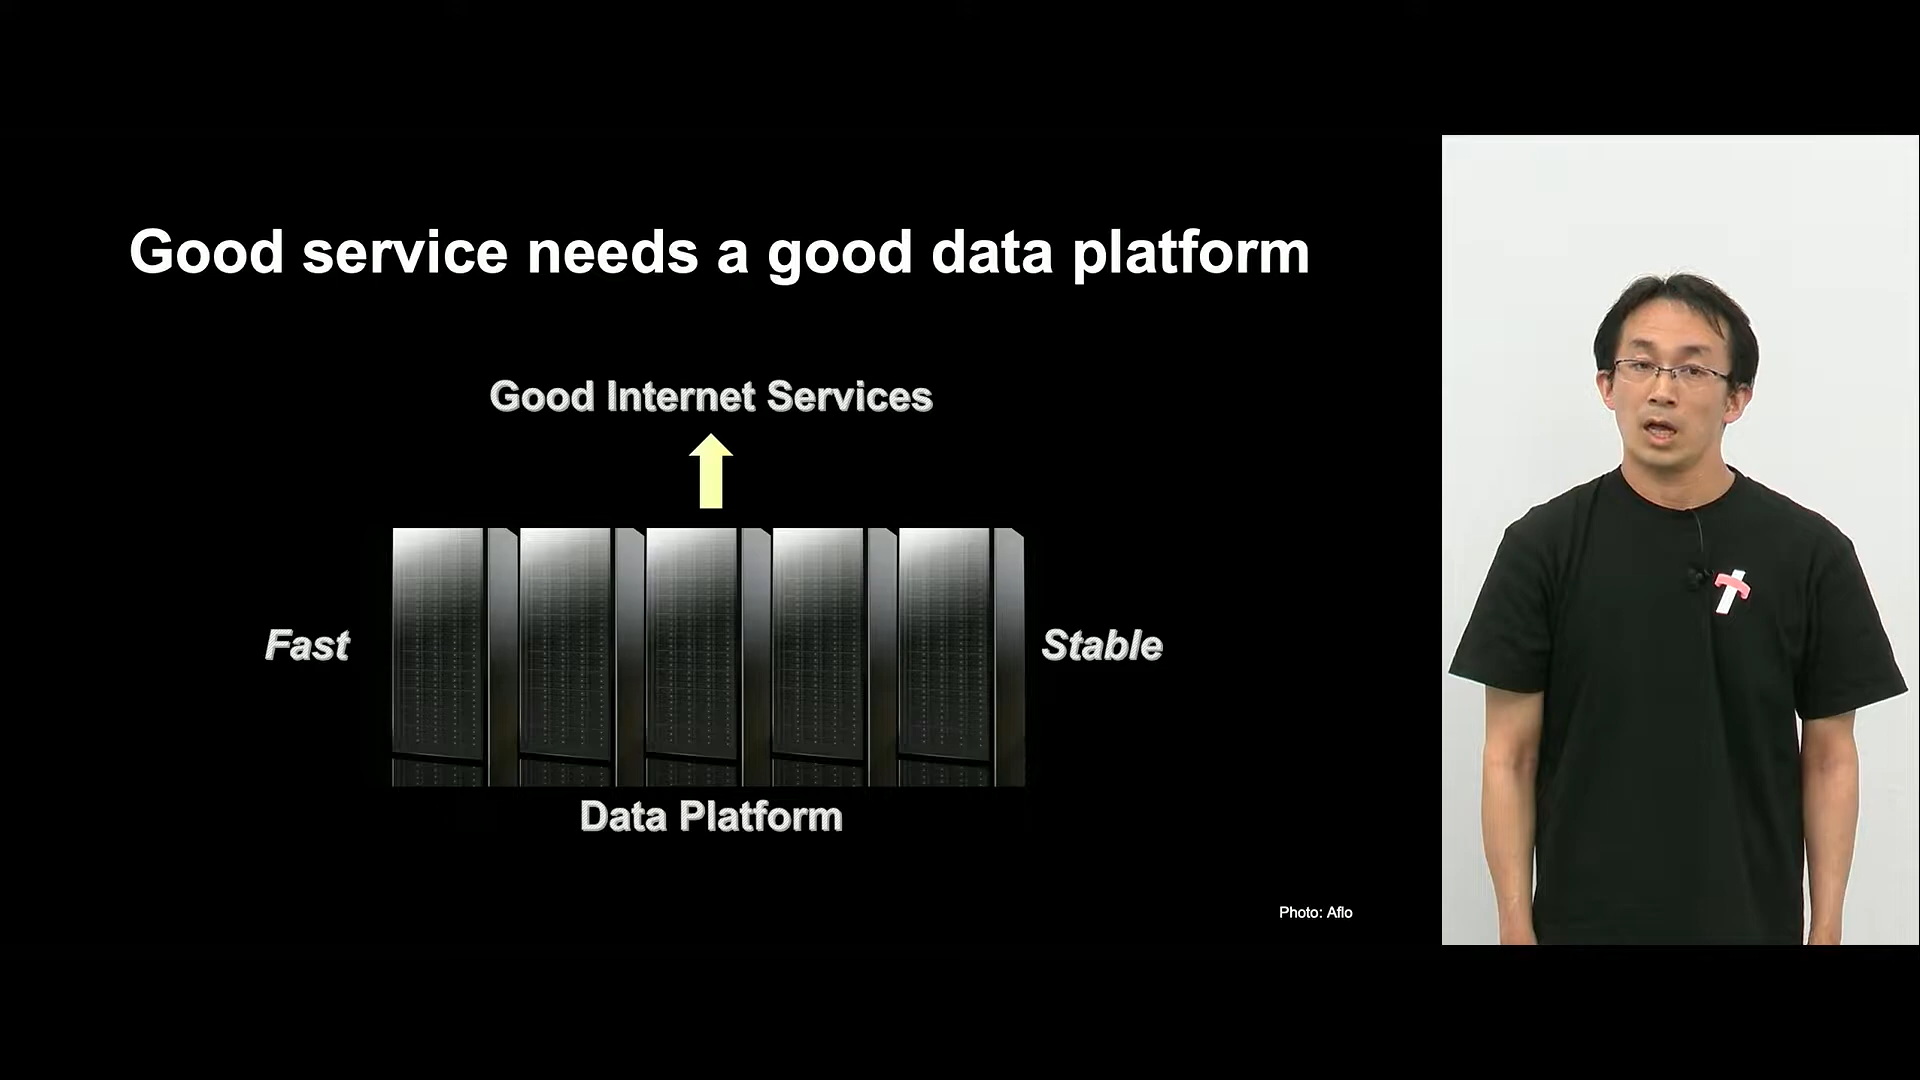 Good service needs a good data platform
Good Internet Services
Fast
Stable
Data Platform
Photo: Aflo